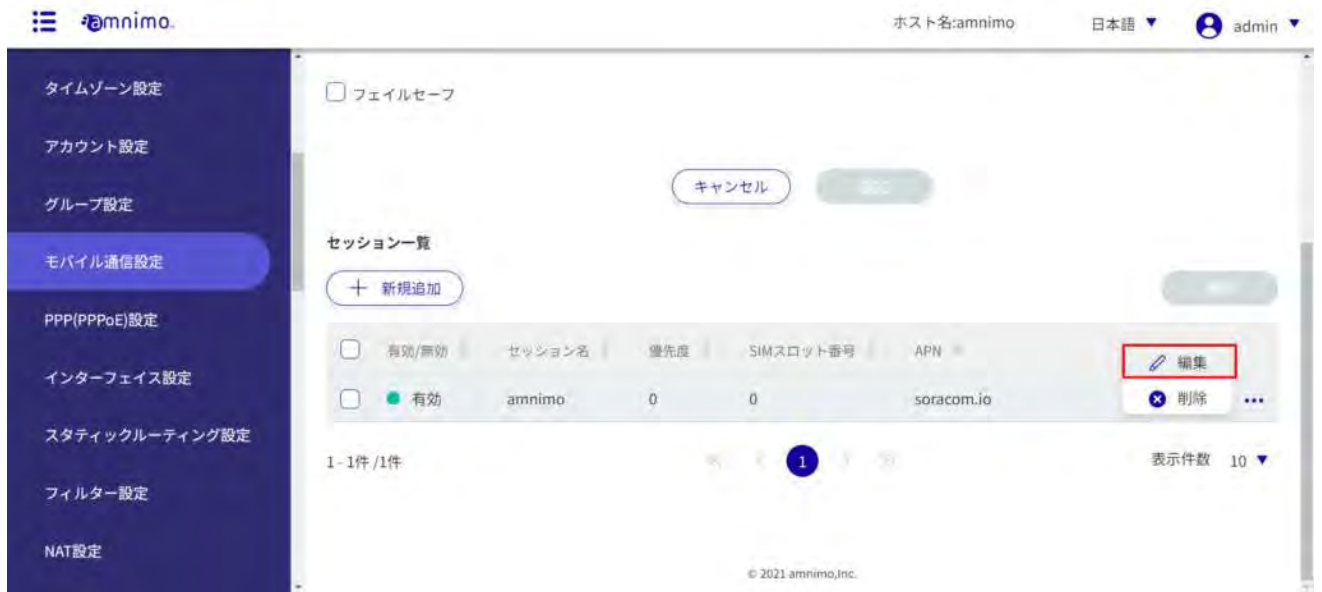 amnimo
ホスト名:amnimo
日本語 ▼
admin ▼
タイムゾーン設定
アカウント設定
グループ設定
モバイル通信設定
PPP(PPPoE)設定
インターフェイス設定
スタティックルーティング設定
フィルター設定
NAT設定
フェイルセーフ
キャンセル
セッション一覧
+ 新規追加
有効/無効 セッション名 優先度 SIMスロット番号 APN
編集
有効 amnimo 0 0 soracom.io
削除 •••
1 - 1件 /1件
1
表示件数 10 ▼
© 2021 amnimo,Inc.